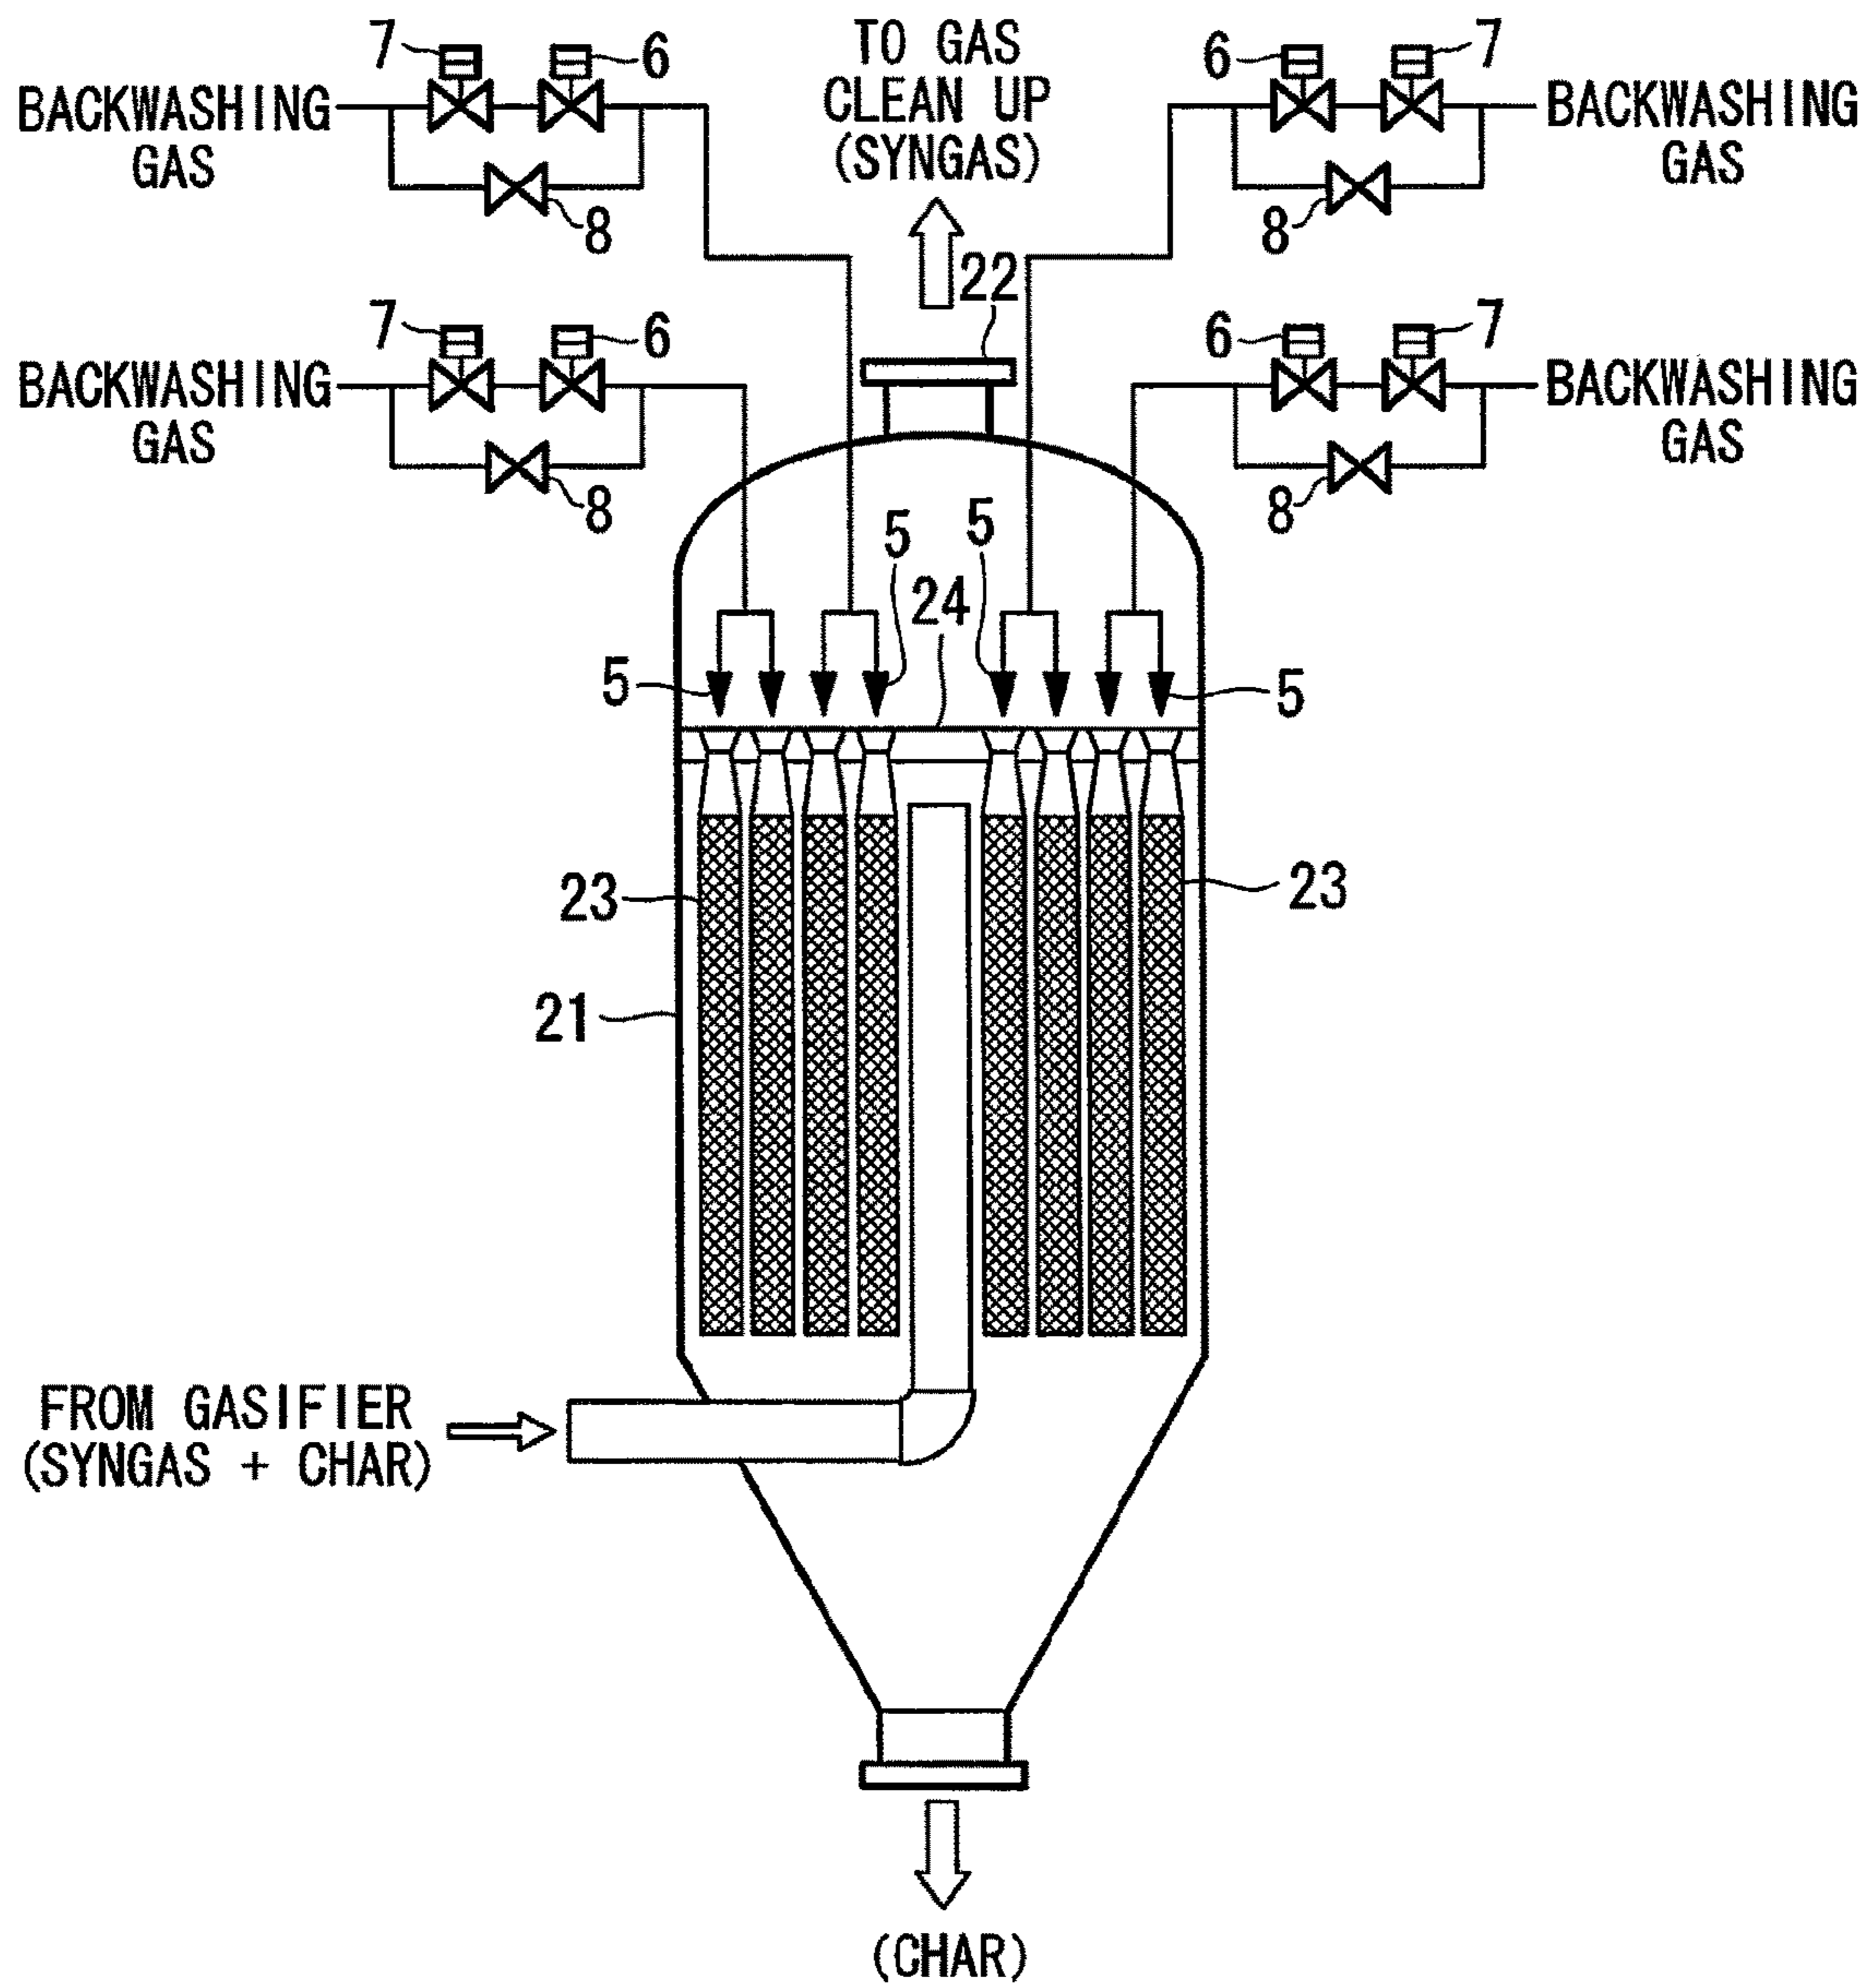 7 6 TO GAS 6 7
BACKWASHING CLEAN UP BACKWASHING
GAS (SYNGAS) GAS
8 8
22
7 6 6 7
BACKWASHING BACKWASHING
GAS GAS
8 8
5 5
24
5 5
23 23
21
FROM GASIFIER
(SYNGAS + CHAR)
(CHAR)